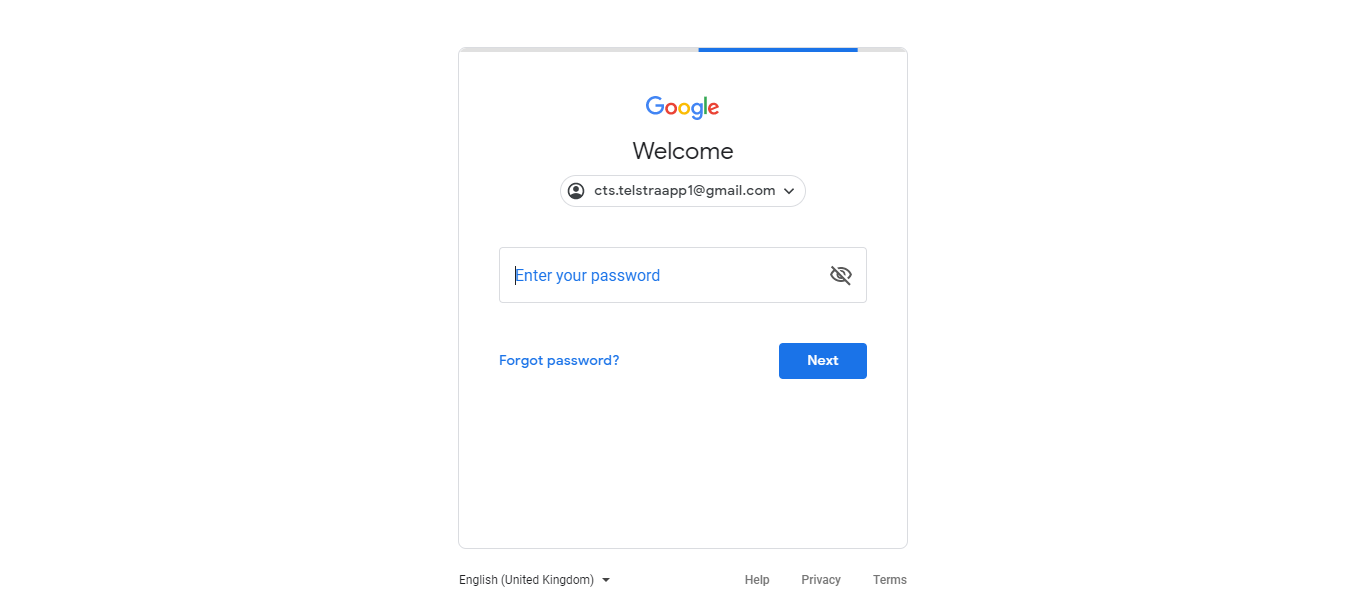 Google
Welcome
cts.telstraapp1@gmail.com
Enter your password
Forgot password?
Next
English (United Kingdom)
Help
Privacy
Terms